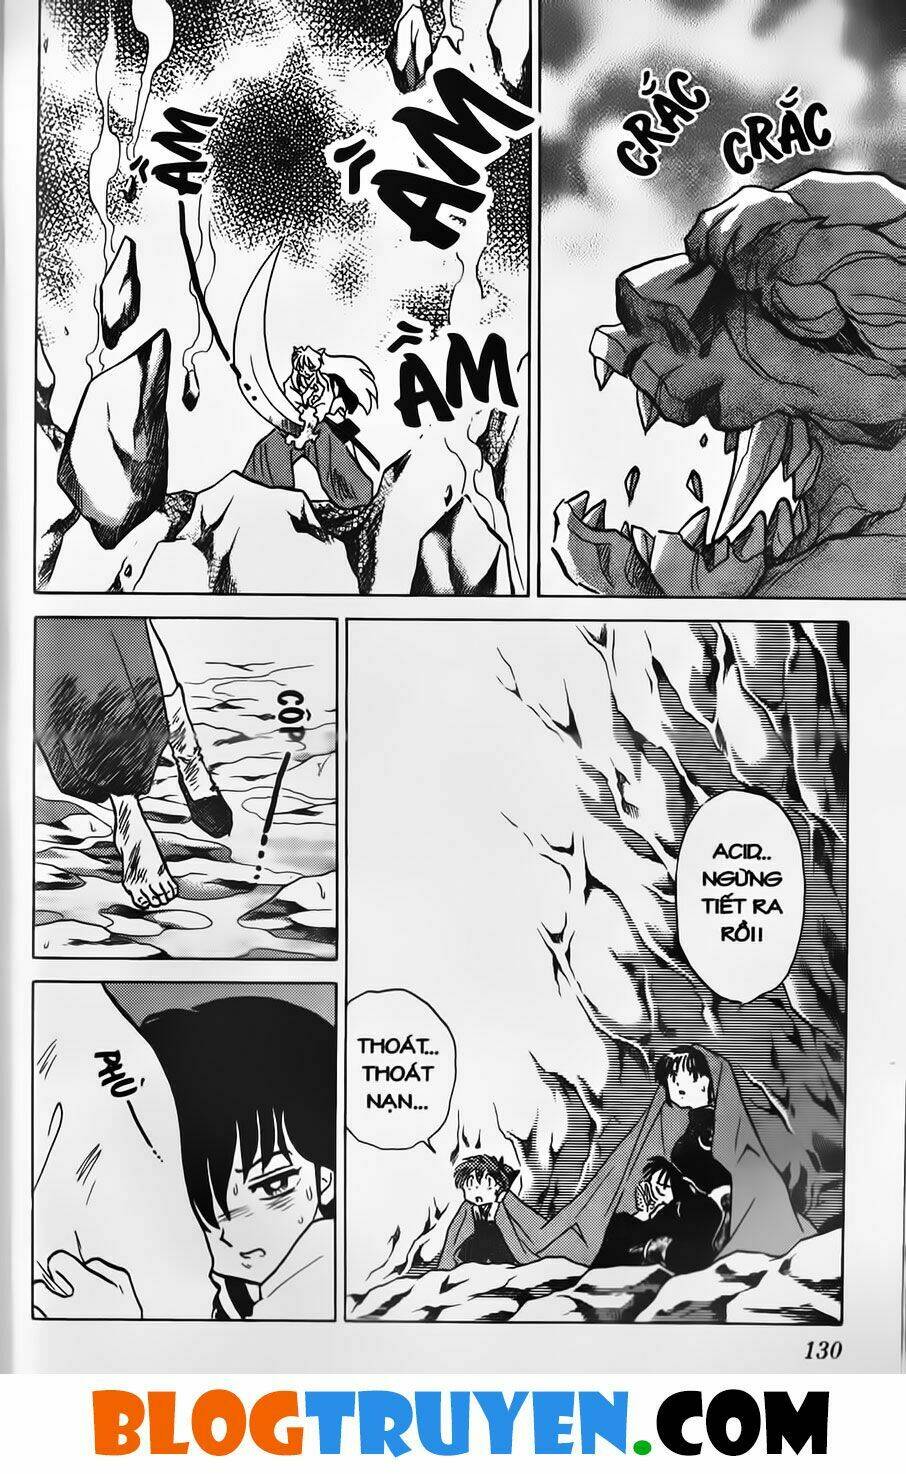 CRẮC
CRẮC
ẦM
ẦM
ẦM
ACID...
NGỪNG
TIẾT RA
RỒI!
THOÁT...
THOÁT
NẠN...
CỘP
PHÙ
130
BLOGTRUYEN.COM